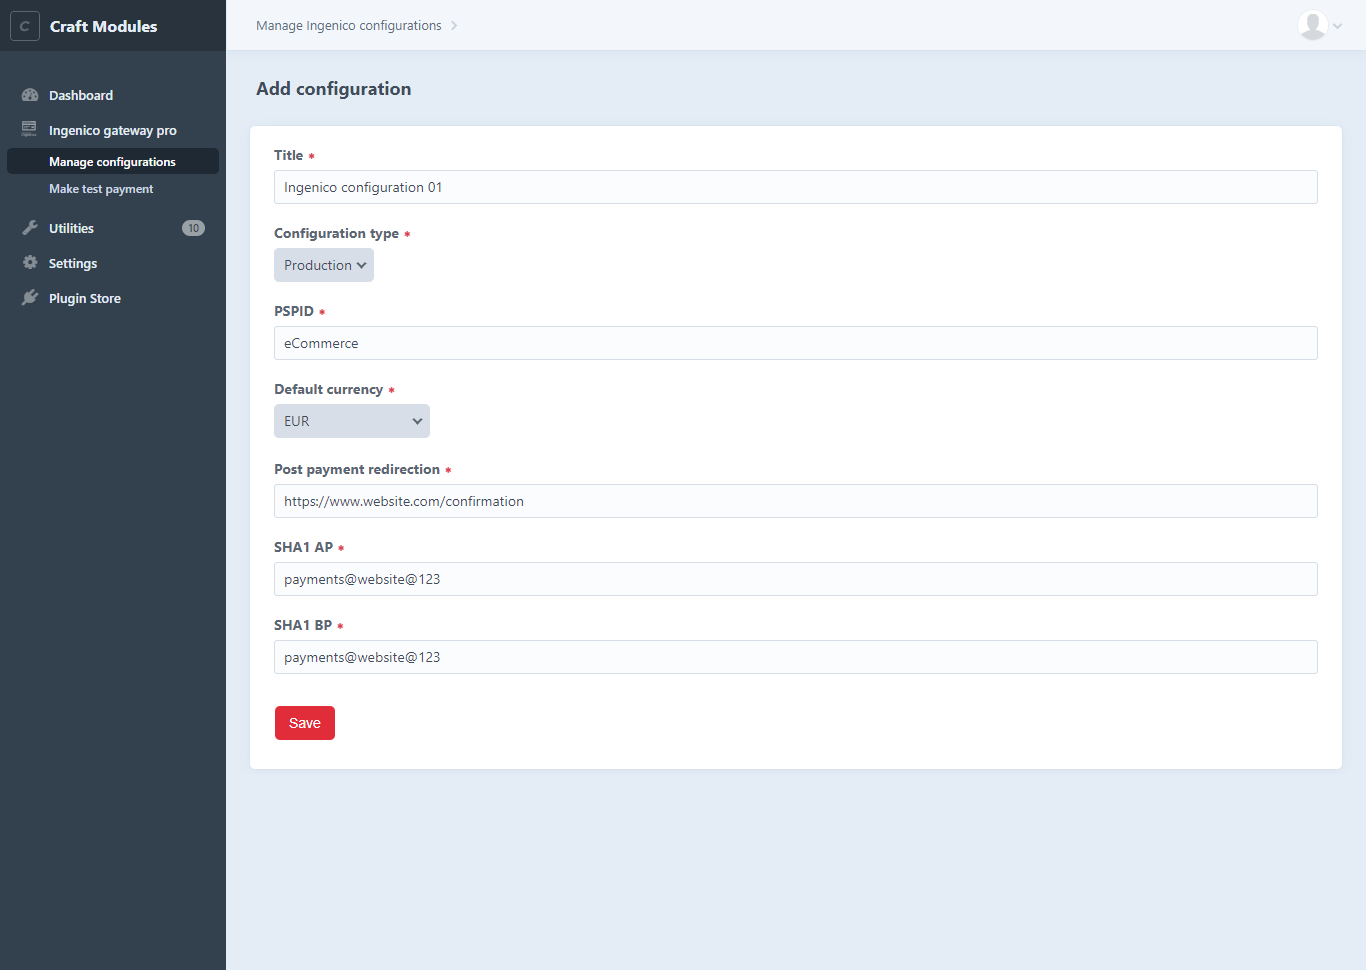 C Craft Modules
Manage Ingenico configurations
Dashboard
Ingenico gateway pro
Manage configurations
Make test payment
Utilities 10
Settings
Plugin Store
Add configuration
Title *
Ingenico configuration 01
Configuration type *
Production
PSPID *
eCommerce
Default currency *
EUR
Post payment redirection *
https://www.website.com/confirmation
SHA1 AP *
payments@website@123
SHA1 BP *
payments@website@123
Save